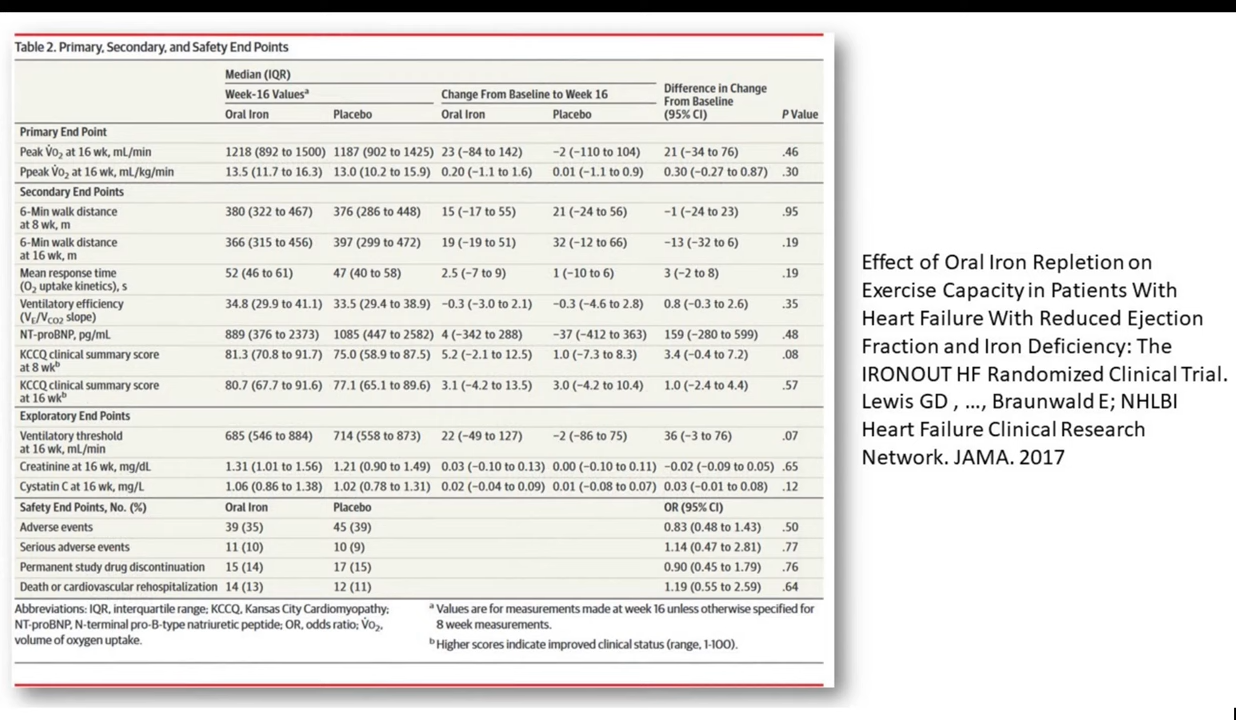 Table 2. Primary, Secondary, and Safety End Points
Median (IQR)
Week-16 Valuesᵃ Change From Baseline to Week 16 Difference in Change From Baseline (95% CI) P Value
Oral Iron Placebo Oral Iron Placebo
Primary End Point
Peak V̇O₂ at 16 wk, mL/min 1218 (892 to 1500) 1187 (902 to 1425) 23 (−84 to 142) −2 (−110 to 104) 21 (−34 to 76) .46
Ppeak V̇O₂ at 16 wk, mL/kg/min 13.5 (11.7 to 16.3) 13.0 (10.2 to 15.9) 0.20 (−1.1 to 1.6) 0.01 (−1.1 to 0.9) 0.30 (−0.27 to 0.87) .30
Secondary End Points
6-Min walk distance at 8 wk, m 380 (322 to 467) 376 (286 to 448) 15 (−17 to 55) 21 (−24 to 56) −1 (−24 to 23) .95
6-Min walk distance at 16 wk, m 366 (315 to 456) 397 (299 to 472) 19 (−19 to 51) 32 (−12 to 66) −13 (−32 to 6) .19
Mean response time (O₂ uptake kinetics), s 52 (46 to 61) 47 (40 to 58) 2.5 (−7 to 9) 1 (−10 to 6) 3 (−2 to 8) .19
Ventilatory efficiency (VE/VCO2 slope) 34.8 (29.9 to 41.1) 33.5 (29.4 to 38.9) −0.3 (−3.0 to 2.1) −0.3 (−4.6 to 2.8) 0.8 (−0.3 to 2.6) .35
NT-proBNP, pg/mL 889 (376 to 2373) 1085 (447 to 2582) 4 (−342 to 288) −37 (−412 to 363) 159 (−280 to 599) .48
KCCQ clinical summary score at 8 wkᵇ 81.3 (70.8 to 91.7) 75.0 (58.9 to 87.5) 5.2 (−2.1 to 12.5) 1.0 (−7.3 to 8.3) 3.4 (−0.4 to 7.2) .08
KCCQ clinical summary score at 16 wkᵇ 80.7 (67.7 to 91.6) 77.1 (65.1 to 89.6) 3.1 (−4.2 to 13.5) 3.0 (−4.2 to 10.4) 1.0 (−2.4 to 4.4) .57
Exploratory End Points
Ventilatory threshold at 16 wk, mL/min 685 (546 to 884) 714 (558 to 873) 22 (−49 to 127) −2 (−86 to 75) 36 (−3 to 76) .07
Creatinine at 16 wk, mg/dL 1.31 (1.01 to 1.56) 1.21 (0.90 to 1.49) 0.03 (−0.10 to 0.13) 0.00 (−0.10 to 0.11) −0.02 (−0.09 to 0.05) .65
Cystatin C at 16 wk, mg/L 1.06 (0.86 to 1.38) 1.02 (0.78 to 1.31) 0.02 (−0.04 to 0.09) 0.01 (−0.08 to 0.07) 0.03 (−0.01 to 0.08) .12
Safety End Points, No. (%) Oral Iron Placebo OR (95% CI)
Adverse events 39 (35) 45 (39) 0.83 (0.48 to 1.43) .50
Serious adverse events 11 (10) 10 (9) 1.14 (0.47 to 2.81) .77
Permanent study drug discontinuation 15 (14) 17 (15) 0.90 (0.45 to 1.79) .76
Death or cardiovascular rehospitalization 14 (13) 12 (11) 1.19 (0.55 to 2.59) .64
Abbreviations: IQR, interquartile range; KCCQ, Kansas City Cardiomyopathy;
NT-proBNP, N-terminal pro-B-type natriuretic peptide; OR, odds ratio; V̇O₂,
volume of oxygen uptake.
ᵃ Values are for measurements made at week 16 unless otherwise specified for
8 week measurements.
ᵇ Higher scores indicate improved clinical status (range, 1-100).
Effect of Oral Iron Repletion on
Exercise Capacity in Patients With
Heart Failure With Reduced Ejection
Fraction and Iron Deficiency: The
IRONOUT HF Randomized Clinical Trial.
Lewis GD , ..., Braunwald E; NHLBI
Heart Failure Clinical Research
Network. JAMA. 2017